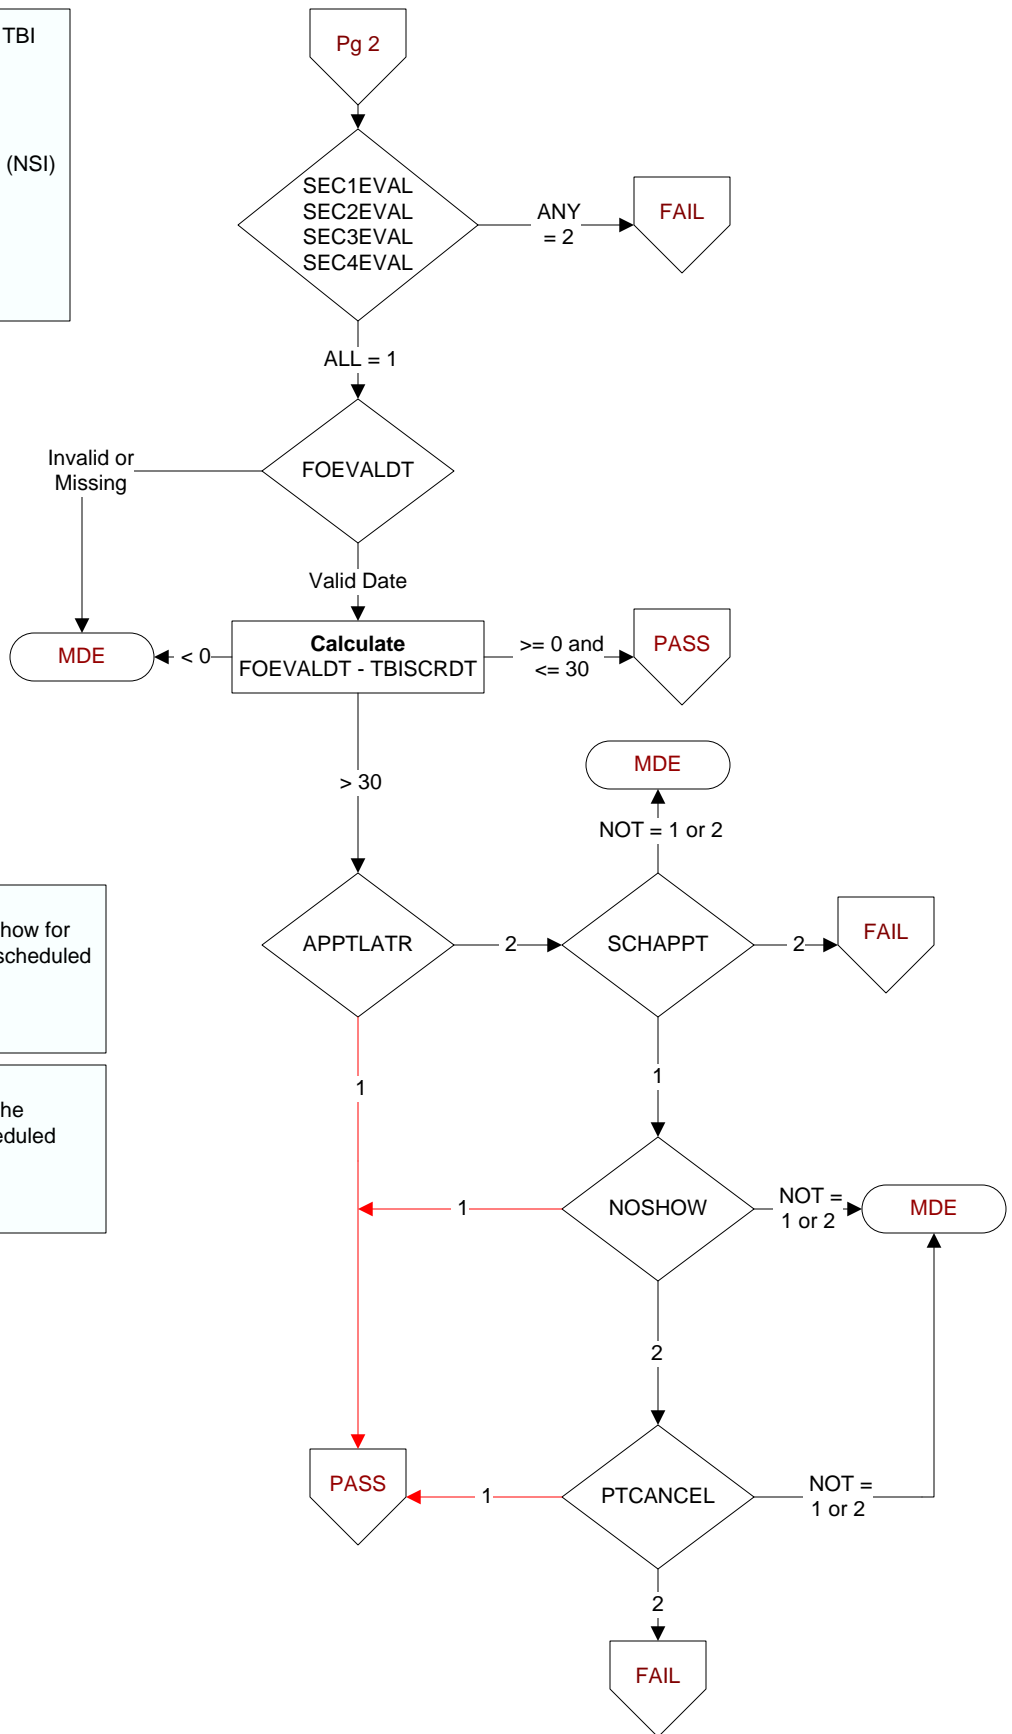 TBI
(NSI)
Pg 2
SEC1EVAL
SEC2EVAL
SEC3EVAL
SEC4EVAL
ANY
= 2
FAIL
ALL = 1
FOEVALDT
Invalid or
Missing
Valid Date
MDE
< 0
Calculate
FOEVALDT - TBISCRDT
>= 0 and
<= 30
PASS
> 30
MDE
NOT = 1 or 2
APPTLATR
2
SCHAPPT
2
FAIL
how for
scheduled
1
1
he
eduled
1
NOSHOW
NOT =
1 or 2
MDE
2
PASS
1
PTCANCEL
NOT =
1 or 2
2
FAIL